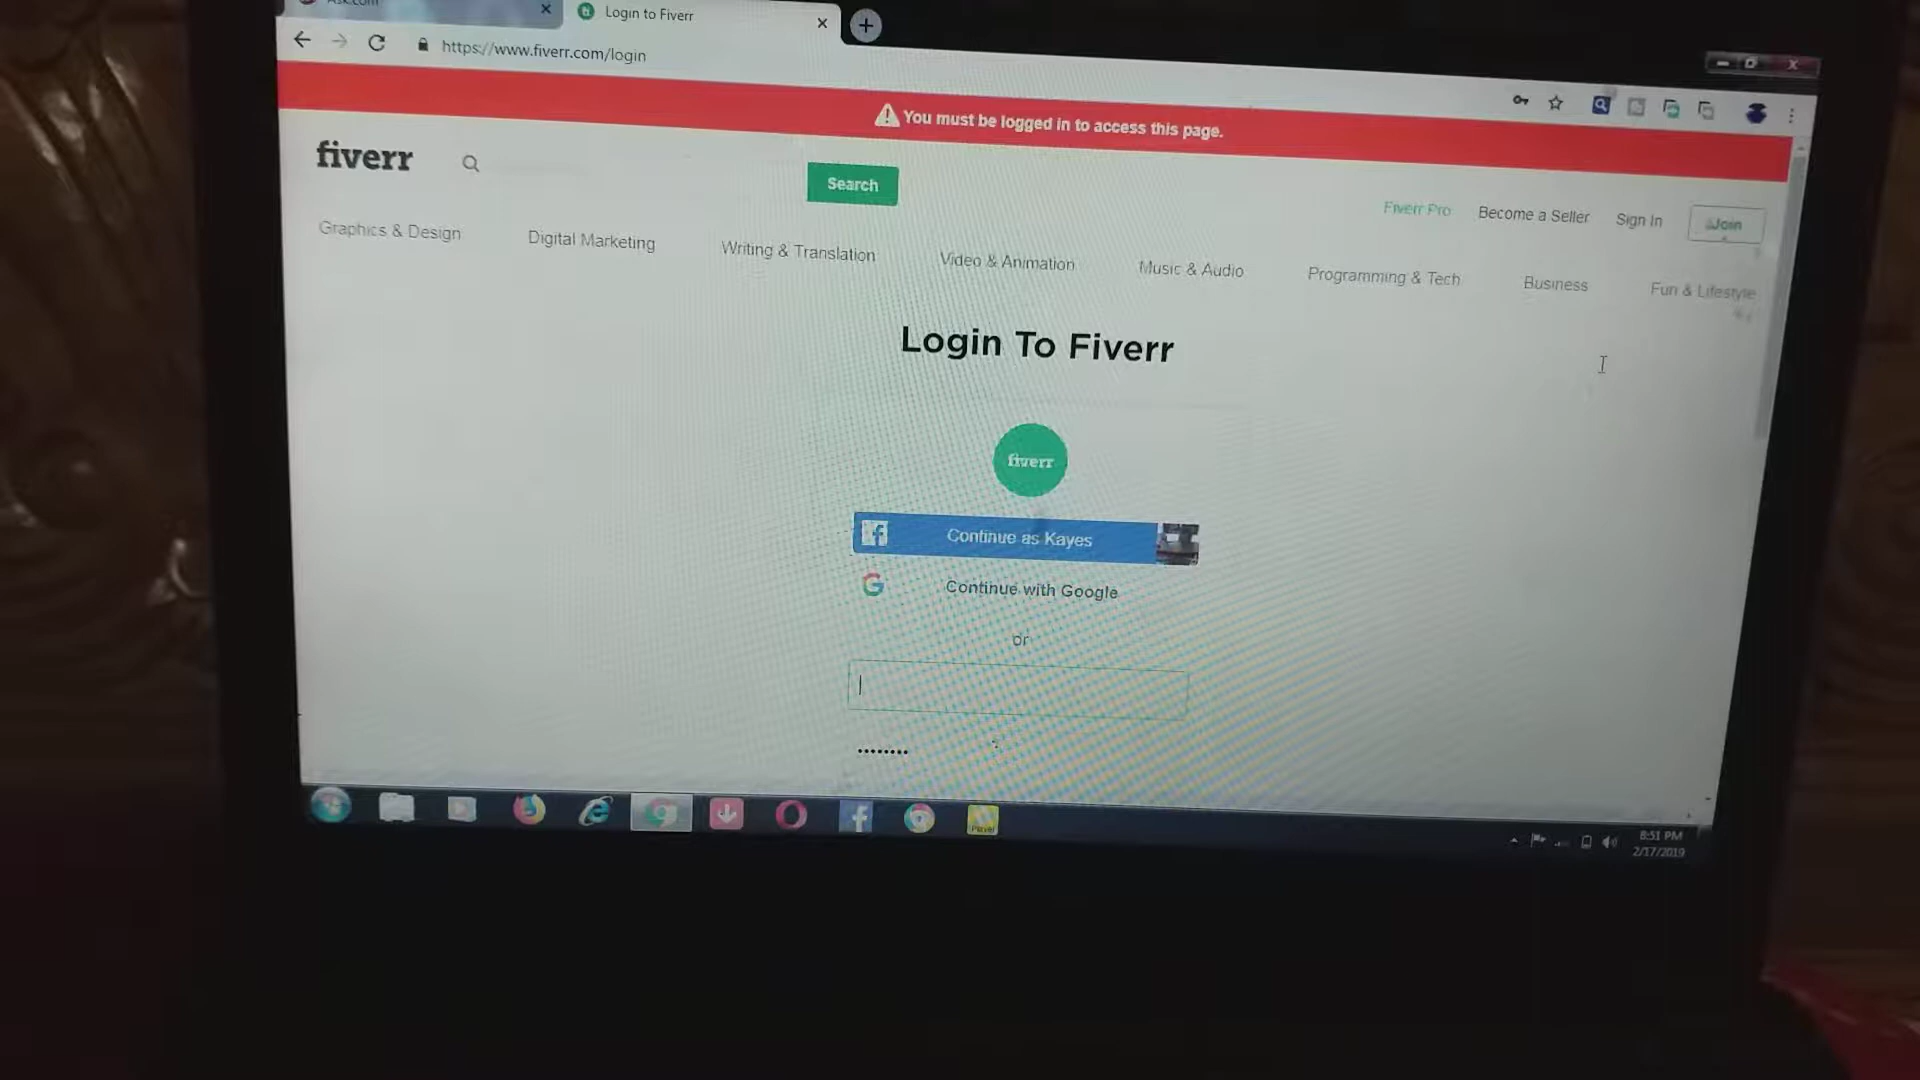 Ask.com
Login to Fiverr
https://www.fiverr.com/login
You must be logged in to access this page.
fiverr
Search
Fiverr Pro
Become a Seller
Sign In
Join
Graphics & Design
Digital Marketing
Writing & Translation
Video & Animation
Music & Audio
Programming & Tech
Business
Fun & Lifestyle
Login To Fiverr
fiverr
Continue as Kayes
Continue with Google
or
8:51 PM
2/17/2019